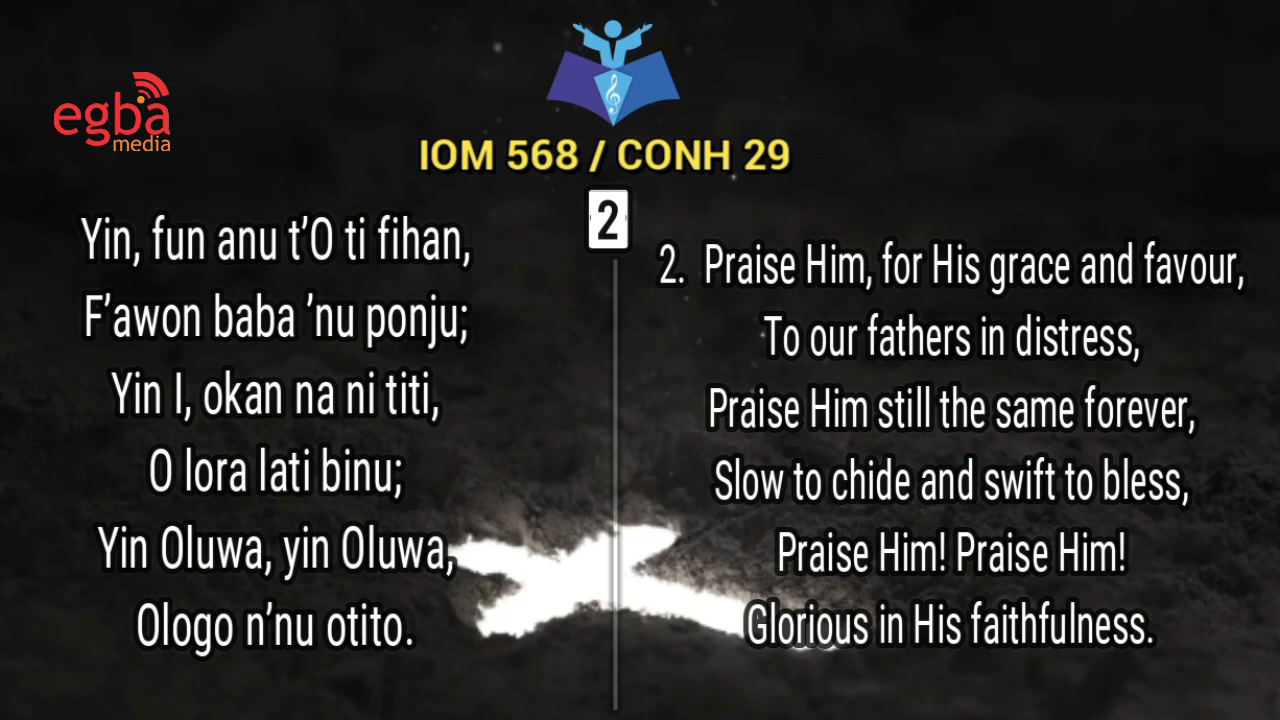 egba
media
IOM 568 / CONH 29
2
Yin, fun anu t’O ti fihan,
F’awon baba ’nu ponju;
Yin I, okan na ni titi,
O lora lati binu;
Yin Oluwa, yin Oluwa,
Ologo n’nu otito.
2. Praise Him, for His grace and favour,
To our fathers in distress,
Praise Him still the same forever,
Slow to chide and swift to bless,
Praise Him! Praise Him!
Glorious in His faithfulness.